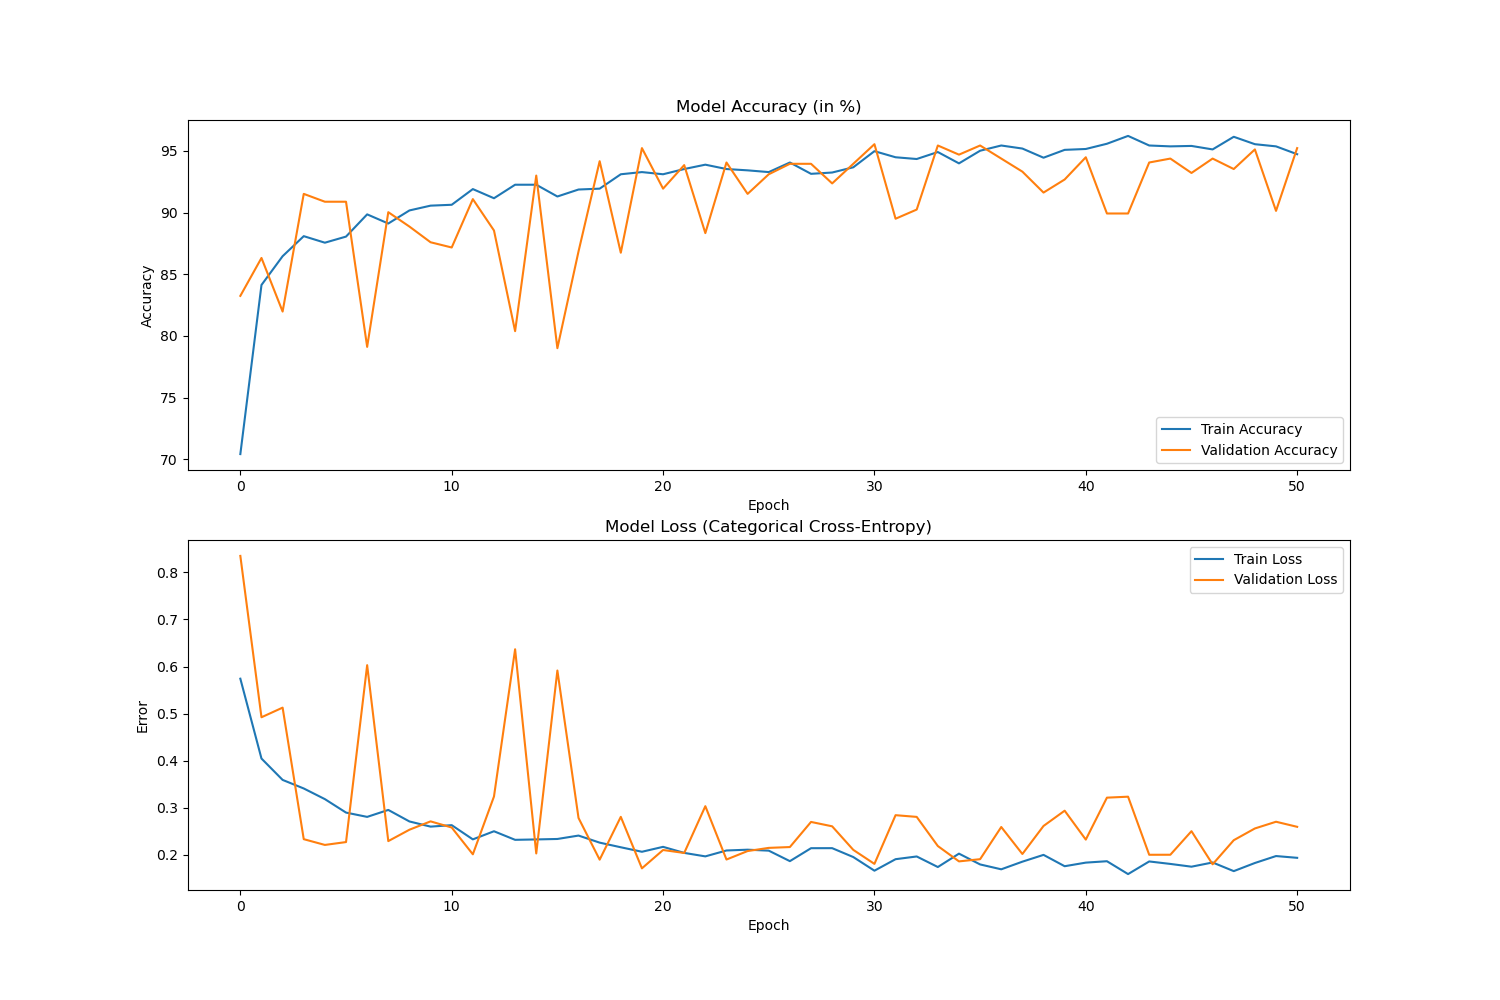 Model Accuracy (in %)
95
90
85
80
75
70
Accuracy
Train Accuracy
Validation Accuracy
0 10 20 30 40 50
Epoch
Model Loss (Categorical Cross-Entropy)
Train Loss
Validation Loss
0.8
0.7
0.6
0.5
0.4
0.3
0.2
Error
0 10 20 30 40 50
Epoch